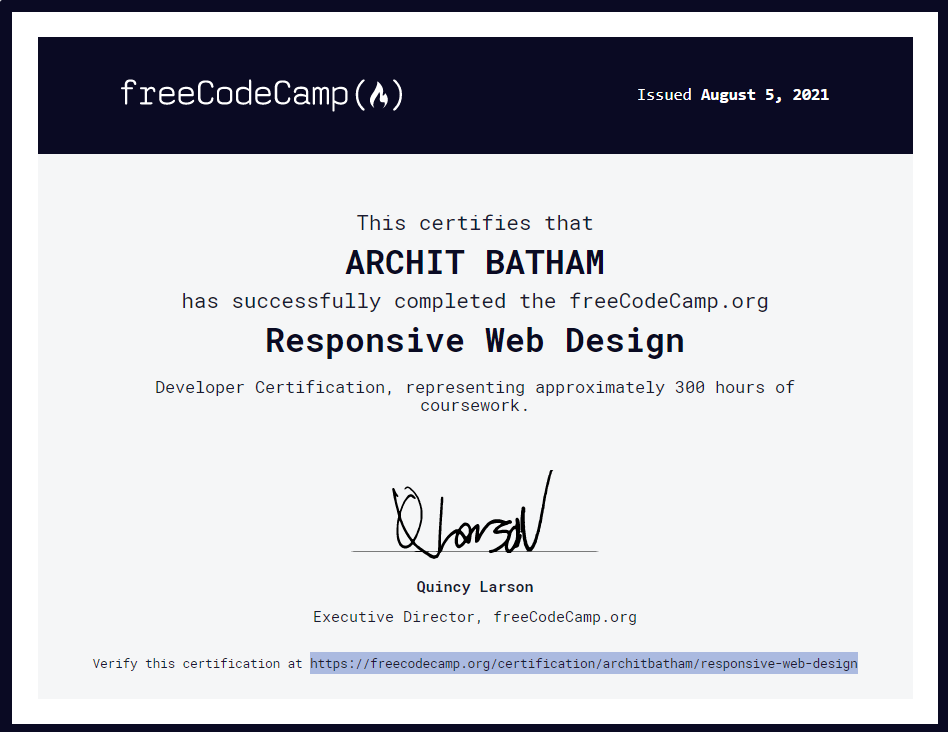 freeCodeCamp(🔥)
Issued August 5, 2021
This certifies that
ARCHIT BATHAM
has successfully completed the freeCodeCamp.org
Responsive Web Design
Developer Certification, representing approximately 300 hours of
coursework.
Q Larson
Quincy Larson
Executive Director, freeCodeCamp.org
Verify this certification at https://freecodecamp.org/certification/architbatham/responsive-web-design